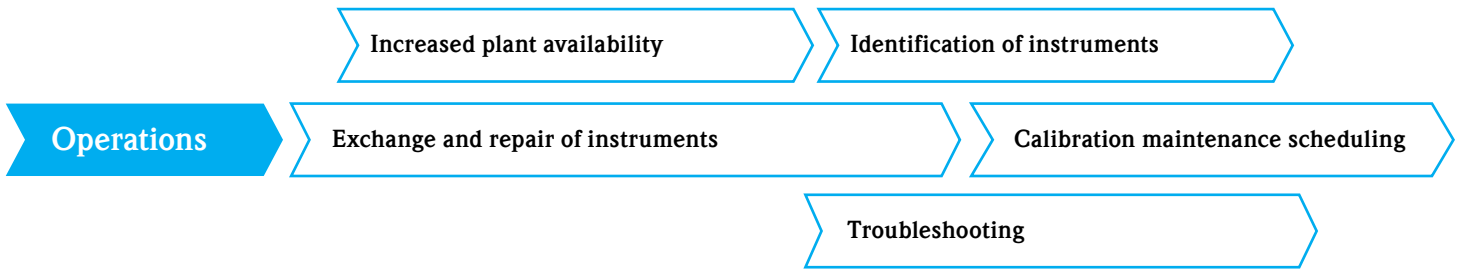 Increased plant availability
Identification of instruments
Operations
Exchange and repair of instruments
Calibration maintenance scheduling
Troubleshooting